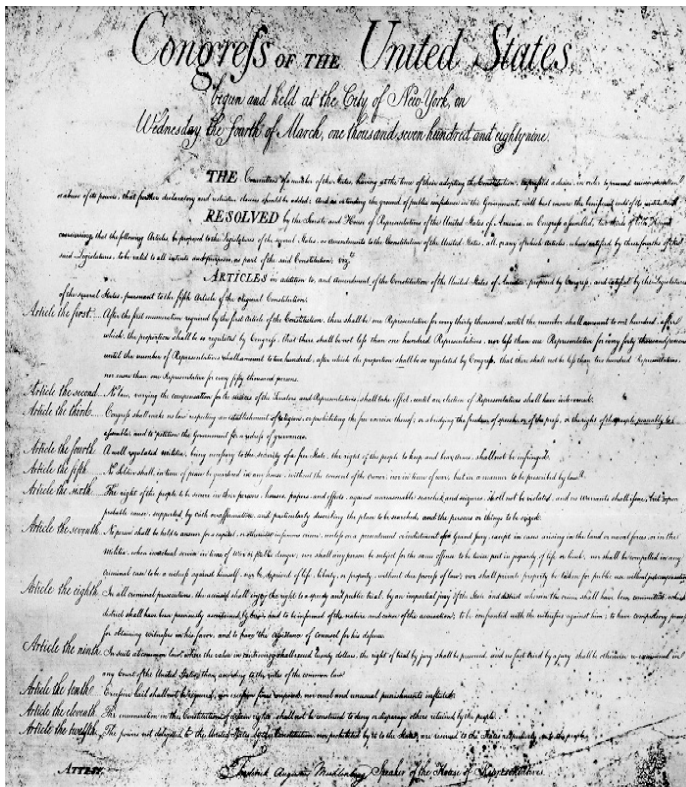 Congreſs OF THE United States,
begun and held at the City of New-York, on
Wednesday the fourth of March, one thousand seven hundred and eighty nine.
THE Conventions of a number of the States, having at the time of their adopting the Constitution, expreſsed a desire, in order to prevent misconstruction
or abuse of its powers, that further declaratory and restrictive clauses should be added: And as extending the ground of public confidence in the Government, will best ensure the beneficent ends of its institution
RESOLVED by the Senate and House of Representatives of the United States of America, in Congreſs aſsembled, two thirds of both Houses
concurring, that the following Articles be proposed to the Legislatures of the several States, as amendments to the Constitution of the United States, all, or any of which Articles, when ratified by three fourths of the
said Legislatures, to be valid to all intents and purposes, as part of the said Constitution; vizt.
ARTICLES in addition to, and Amendment of the Constitution of the United States of America, proposed by Congreſs, and ratified by the Legislatures
of the several States, pursuant to the fifth Article of the original Constitution.
Article the first... After the first enumeration required by the first Article of the Constitution, there shall be one Representative for every thirty thousand, until the number shall amount to one hundred, after
which, the proportion shall be so regulated by Congreſs, that there shall be not leſs than one hundred Representatives, nor leſs than one Representative for every forty thousand persons
until the number of Representatives shall amount to two hundred, after which the proportion shall be so regulated by Congreſs, that there shall not be leſs than two hundred Representatives,
nor more than one Representative for every fifty thousand persons.
Article the second... No law, varying the compensation for the services of the Senators and Representatives, shall take effect, until an election of Representatives shall have intervened.
Article the third... Congreſs shall make no law respecting an establishment of religion, or prohibiting the free exercise thereof; or abridging the freedom of speech, or of the preſs, or the right of the people peaceably to
aſsemble, and to petition the Government for a redreſs of grievances.
Article the fourth.. A well regulated militia, being neceſsary to the security of a free State, the right of the people to keep and bear arms, shall not be infringed.
Article the fifth... No Soldier shall, in time of peace be quartered in any house, without the consent of the owner, nor in time of war, but in a manner to be prescribed by law.
Article the sixth... The right of the people to be secure in their persons, houses, papers, and effects, against unreasonable searches and seizures, shall not be violated, and no Warrants shall iſsue, but upon
probable cause, supported by oath or affirmation, and particularly describing the place to be searched, and the persons or things to be seized.
Article the seventh.. No person shall be held to answer for a capital, or otherwise infamous crime, unleſs on a presentment or indictment of a Grand jury, except in cases arising in the land or naval forces, or in the
Militia, when in actual service in time of War or public danger; nor shall any person be subject for the same offence to be twice put in jeopardy of life or limb, nor shall be compelled in any
criminal case to be a witneſs against himself, nor be deprived of life, liberty, or property, without due proceſs of law; nor shall private property be taken for public use without just compensation.
Article the eighth.. In all criminal prosecutions, the accused shall enjoy the right to a speedy and public trial, by an impartial jury of the State and district wherein the crime shall have been committed, which
district shall have been previously ascertained by law, and to be informed of the nature and cause of the accusation; to be confronted with the witneſses against him; to have compulsory proceſs
for obtaining witneſses in his favor, and to have the aſsistance of counsel for his defence.
Article the ninth.. In suits at common law, where the value in controversy shall exceed twenty dollars, the right of trial by jury shall be preserved, and no fact tried by a jury, shall be otherwise re-examined in
any Court of the United States, than according to the rules of the common law.
Article the tenth... Exceſsive bail shall not be required, nor exceſsive fines imposed, nor cruel and unusual punishments inflicted.
Article the eleventh.. The enumeration in the Constitution, of certain rights, shall not be construed to deny or disparage others retained by the people.
Article the twelfth.. The powers not delegated to the United States by the Constitution, nor prohibited by it to the States, are reserved to the States respectively, or to the people.
ATTEST, Frederick Augustus Muhlenberg Speaker of the House of Representatives.